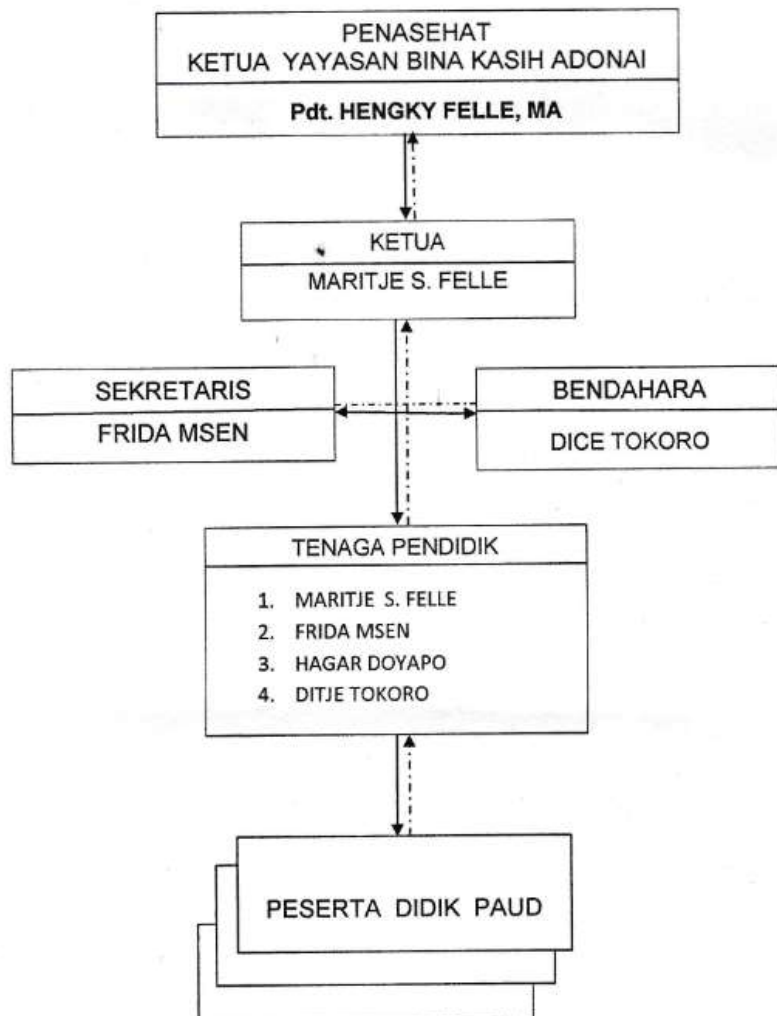 PENASEHAT
KETUA YAYASAN BINA KASIH ADONAI
Pdt. HENGKY FELLE, MA
KETUA
MARITJE S. FELLE
SEKRETARIS
FRIDA MSEN
BENDAHARA
DICE TOKORO
TENAGA PENDIDIK
1. MARITJE S. FELLE
2. FRIDA MSEN
3. HAGAR DOYAPO
4. DITJE TOKORO
PESERTA DIDIK PAUD